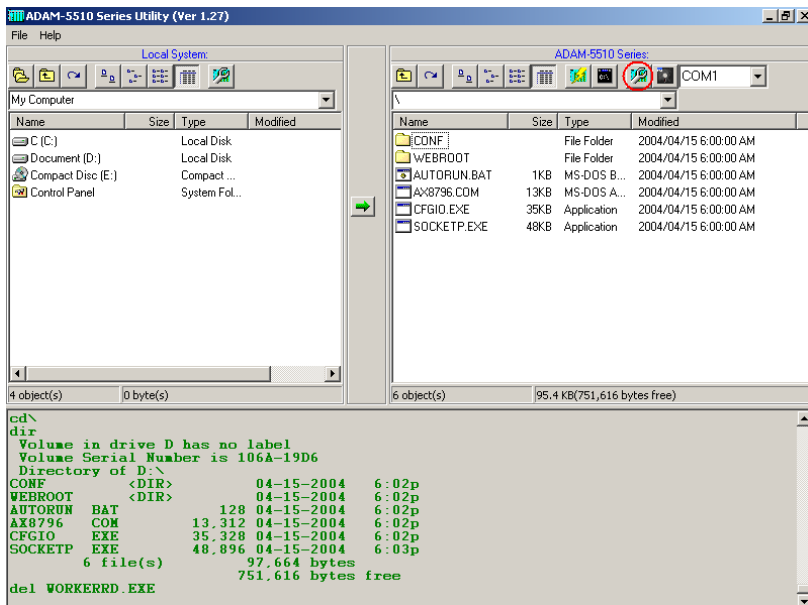 ADAM-5510 Series Utility (Ver 1.27)
File Help
Local System:
My Computer
Name Size Type Modified
C (C:) Local Disk
Document (D:) Local Disk
Compact Disc (E:) Compact ...
Control Panel System Fol...
4 object(s) 0 byte(s)
ADAM-5510 Series:
COM1
\
Name Size Type Modified
CONF File Folder 2004/04/15 6:00:00 AM
WEBROOT File Folder 2004/04/15 6:00:00 AM
AUTORUN.BAT 1KB MS-DOS B... 2004/04/15 6:00:00 AM
AX8796.COM 13KB MS-DOS A... 2004/04/15 6:00:00 AM
CFGIO.EXE 35KB Application 2004/04/15 6:00:00 AM
SOCKETP.EXE 48KB Application 2004/04/15 6:00:00 AM
6 object(s) 95.4 KB(751,616 bytes free)
cd\
dir
Volume in drive D has no label
Volume Serial Number is 106A-19D6
Directory of D:\
CONF <DIR> 04-15-2004 6:02p
WEBROOT <DIR> 04-15-2004 6:02p
AUTORUN BAT 128 04-15-2004 6:02p
AX8796 COM 13,312 04-15-2004 6:02p
CFGIO EXE 35,328 04-15-2004 6:02p
SOCKETP EXE 48,896 04-15-2004 6:03p
6 file(s) 97,664 bytes
751,616 bytes free
del WORKERRD.EXE